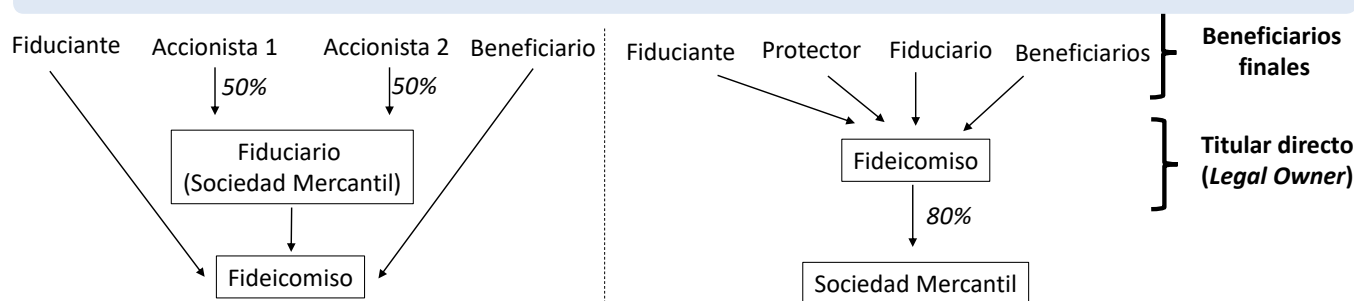 Fiduciante
Accionista 1
Accionista 2
Beneficiario
50%
50%
Fiduciario
(Sociedad Mercantil)
Fideicomiso
Fiduciante
Protector
Fiduciario
Beneficiarios
Fideicomiso
80%
Sociedad Mercantil
Beneficiarios
finales
Titular directo
(Legal Owner)